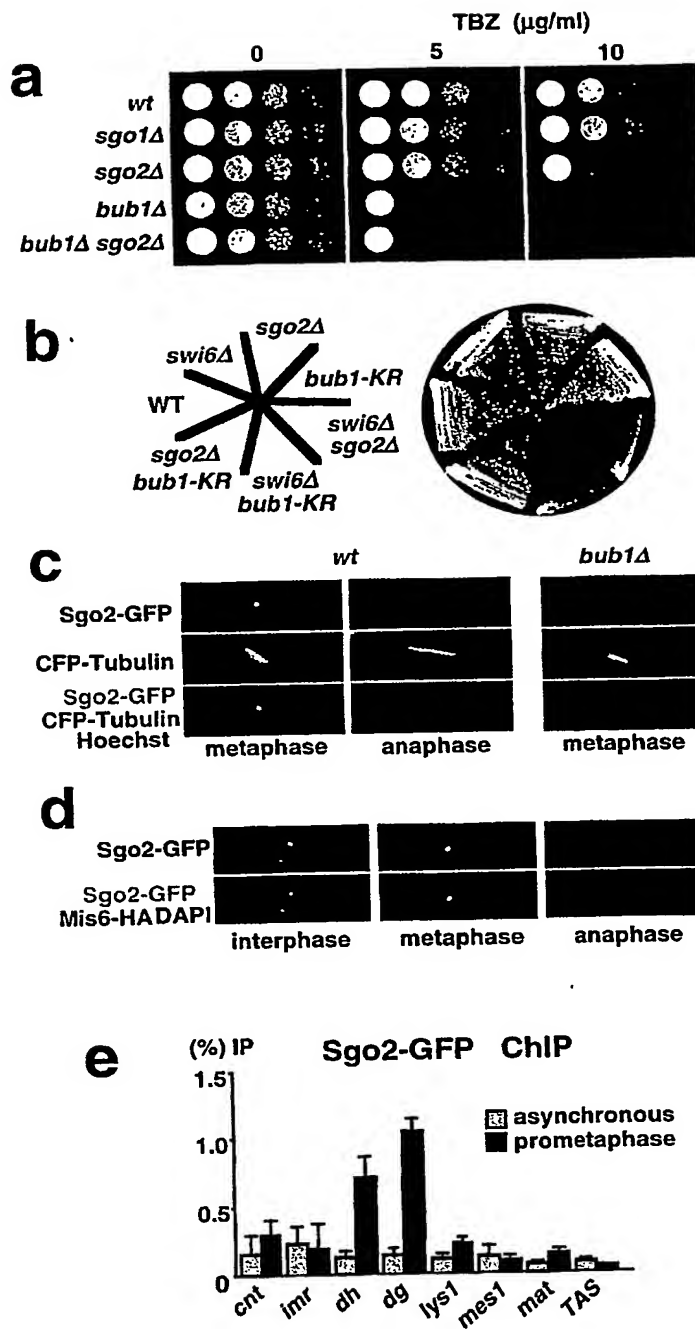 TBZ (µg/ml)
a
0 5 10
wt
sgo1Δ
sgo2Δ
bub1Δ
bub1Δ sgo2Δ
b
sgo2Δ
swi6Δ
bub1-KR
WT
swi6Δ
sgo2Δ
sgo2Δ
bub1-KR
swi6Δ
bub1-KR
c
wt bub1Δ
Sgo2-GFP
CFP-Tubulin
Sgo2-GFP
CFP-Tubulin
Hoechst
metaphase anaphase metaphase
d
Sgo2-GFP
Sgo2-GFP
Mis6-HADAPI
interphase metaphase anaphase
e
(%) IP Sgo2-GFP ChIP
1.5
asynchronous
prometaphase
1.0
0.5
0
cnt imr dh dg lys1 mes1 mat TAS